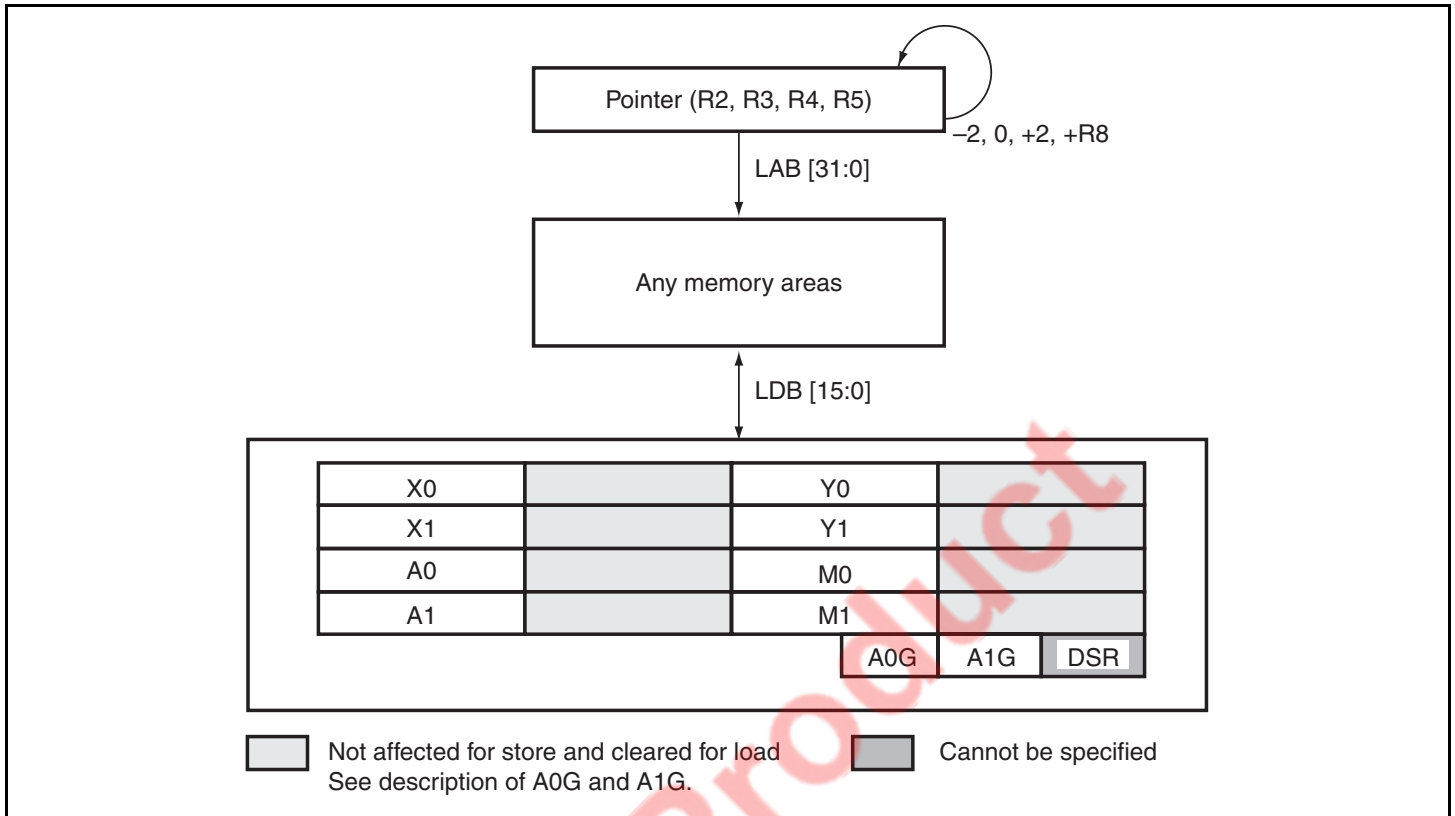 Pointer (R2, R3, R4, R5)
–2, 0, +2, +R8
LAB [31:0]
Any memory areas
LDB [15:0]
X0 Y0
X1 Y1
A0 M0
A1 M1
A0G A1G DSR
Not affected for store and cleared for load
See description of A0G and A1G.
Cannot be specified
Product